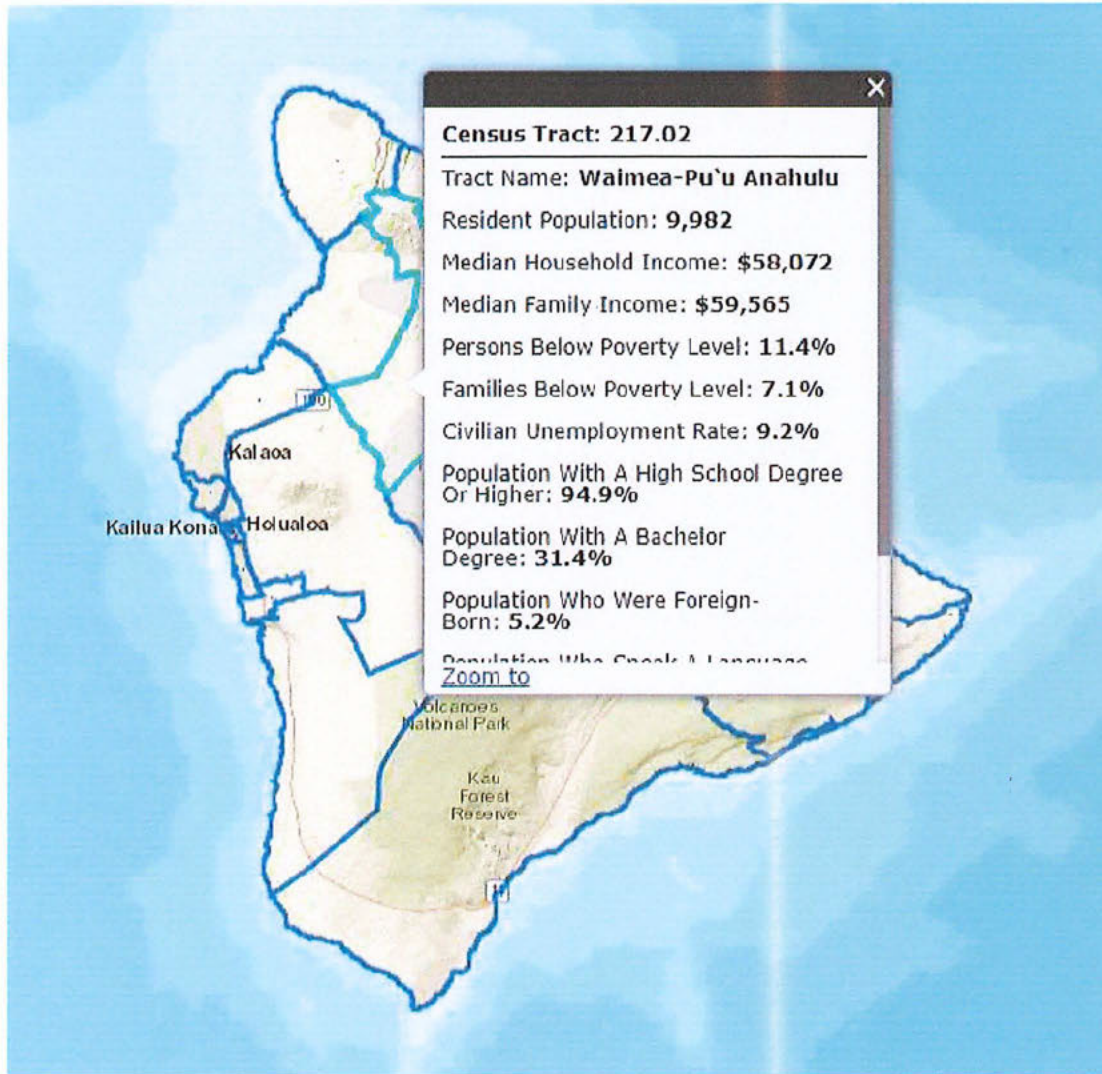 Census Tract: 217.02
Tract Name: Waimea-Pu`u Anahulu
Resident Population: 9,982
Median Household Income: $58,072
Median Family Income: $59,565
Persons Below Poverty Level: 11.4%
Families Below Poverty Level: 7.1%
Civilian Unemployment Rate: 9.2%
Population With A High School Degree
Or Higher: 94.9%
Population With A Bachelor
Degree: 31.4%
Population Who Were Foreign-
Born: 5.2%
Population Who Speak A Language
Zoom to
190
Kalaoa
Kailua Kona
Holualoa
Volcanoes
National Park
Kau
Forest
Reserve
11